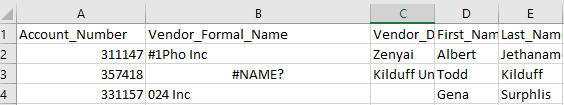 A B C D E
1 Account_Number Vendor_Formal_Name Vendor_D First_Nam Last_Nam
2 311147 #1Pho Inc Zenyai Albert Jethanam
3 357418 #NAME? Kilduff Un Todd Kilduff
4 331157 024 Inc Gena Surphlis